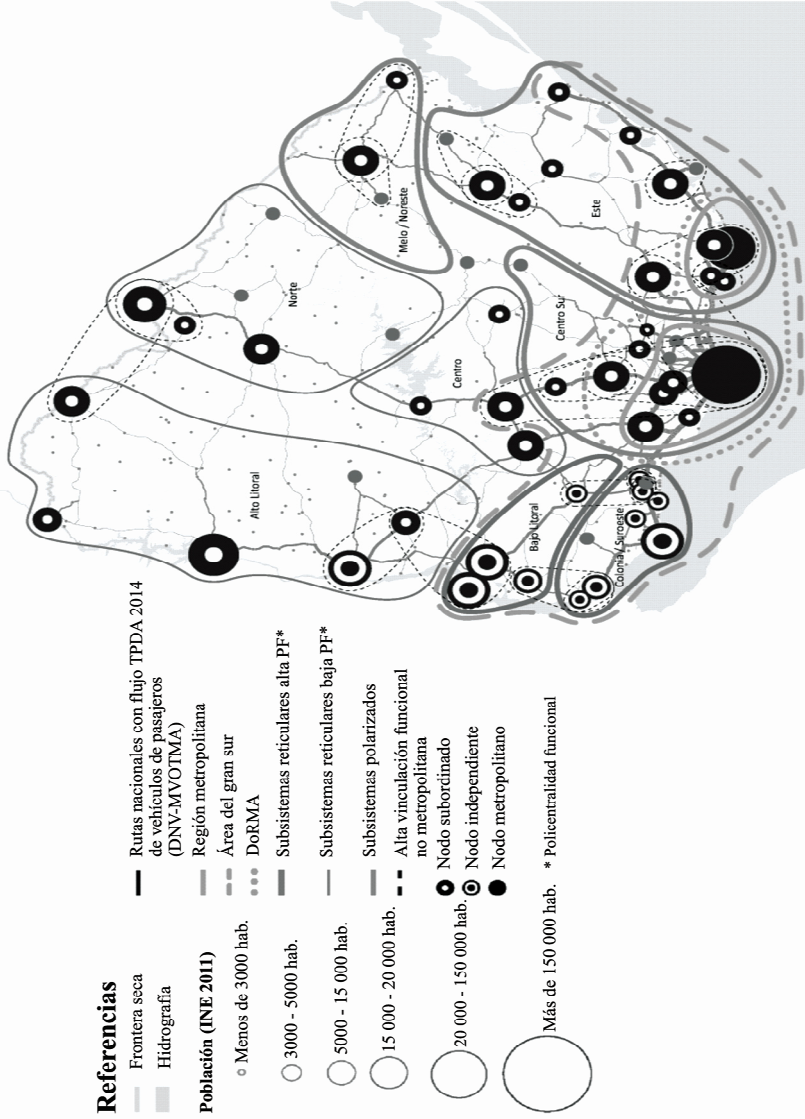 Referencias
Frontera seca
Hidrografía
Población (INE 2011)
Menos de 3000 hab.
3000 - 5000 hab.
5000 - 15 000 hab.
15 000 - 20 000 hab.
20 000 - 150 000 hab.
Más de 150 000 hab.
Rutas nacionales con flujo TPDA 2014
de vehículos de pasajeros
(DNV-MVOTMA)
Región metropolitana
Área del gran sur
DoRMA
Subsistemas reticulares alta PF*
Subsistemas reticulares baja PF*
Subsistemas polarizados
Alta vinculación funcional
no metropolitana
Nodo subordinado
Nodo independiente
Nodo metropolitano
* Policentralidad funcional
Alto Litoral
Norte
Melo / Noreste
Centro
Centro Sur
Este
Bajo Litoral
Colonia / Suroeste